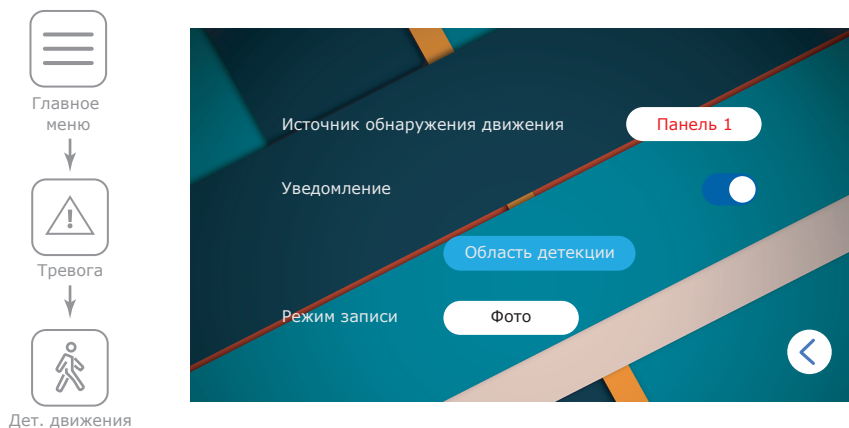 Главное
меню
Тревога
Дет. движения
Источник обнаружения движения
Панель 1
Уведомление
Область детекции
Режим записи
Фото